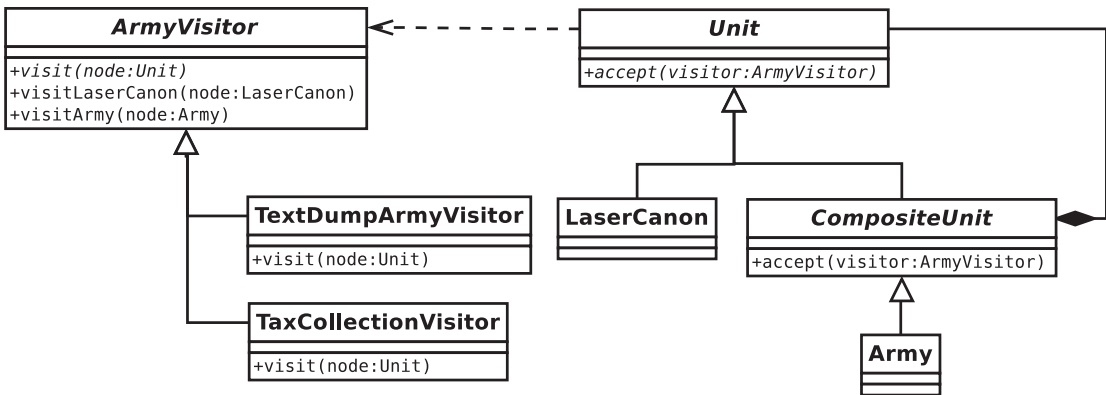 ArmyVisitor
+visit(node:Unit)
+visitLaserCanon(node:LaserCanon)
+visitArmy(node:Army)
Unit
+accept(visitor:ArmyVisitor)
TextDumpArmyVisitor
+visit(node:Unit)
TaxCollectionVisitor
+visit(node:Unit)
LaserCanon
CompositeUnit
+accept(visitor:ArmyVisitor)
Army